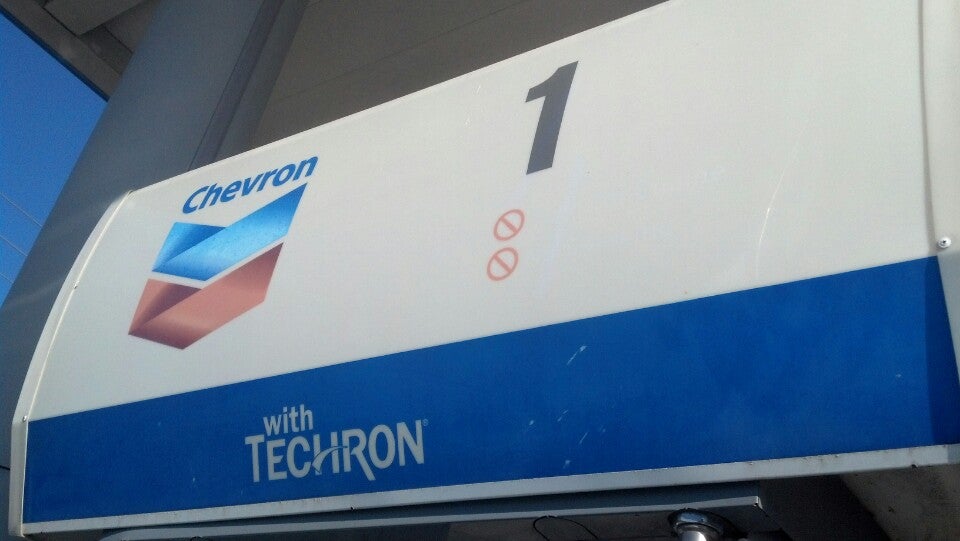 Chevron
1
with
TECHRON®